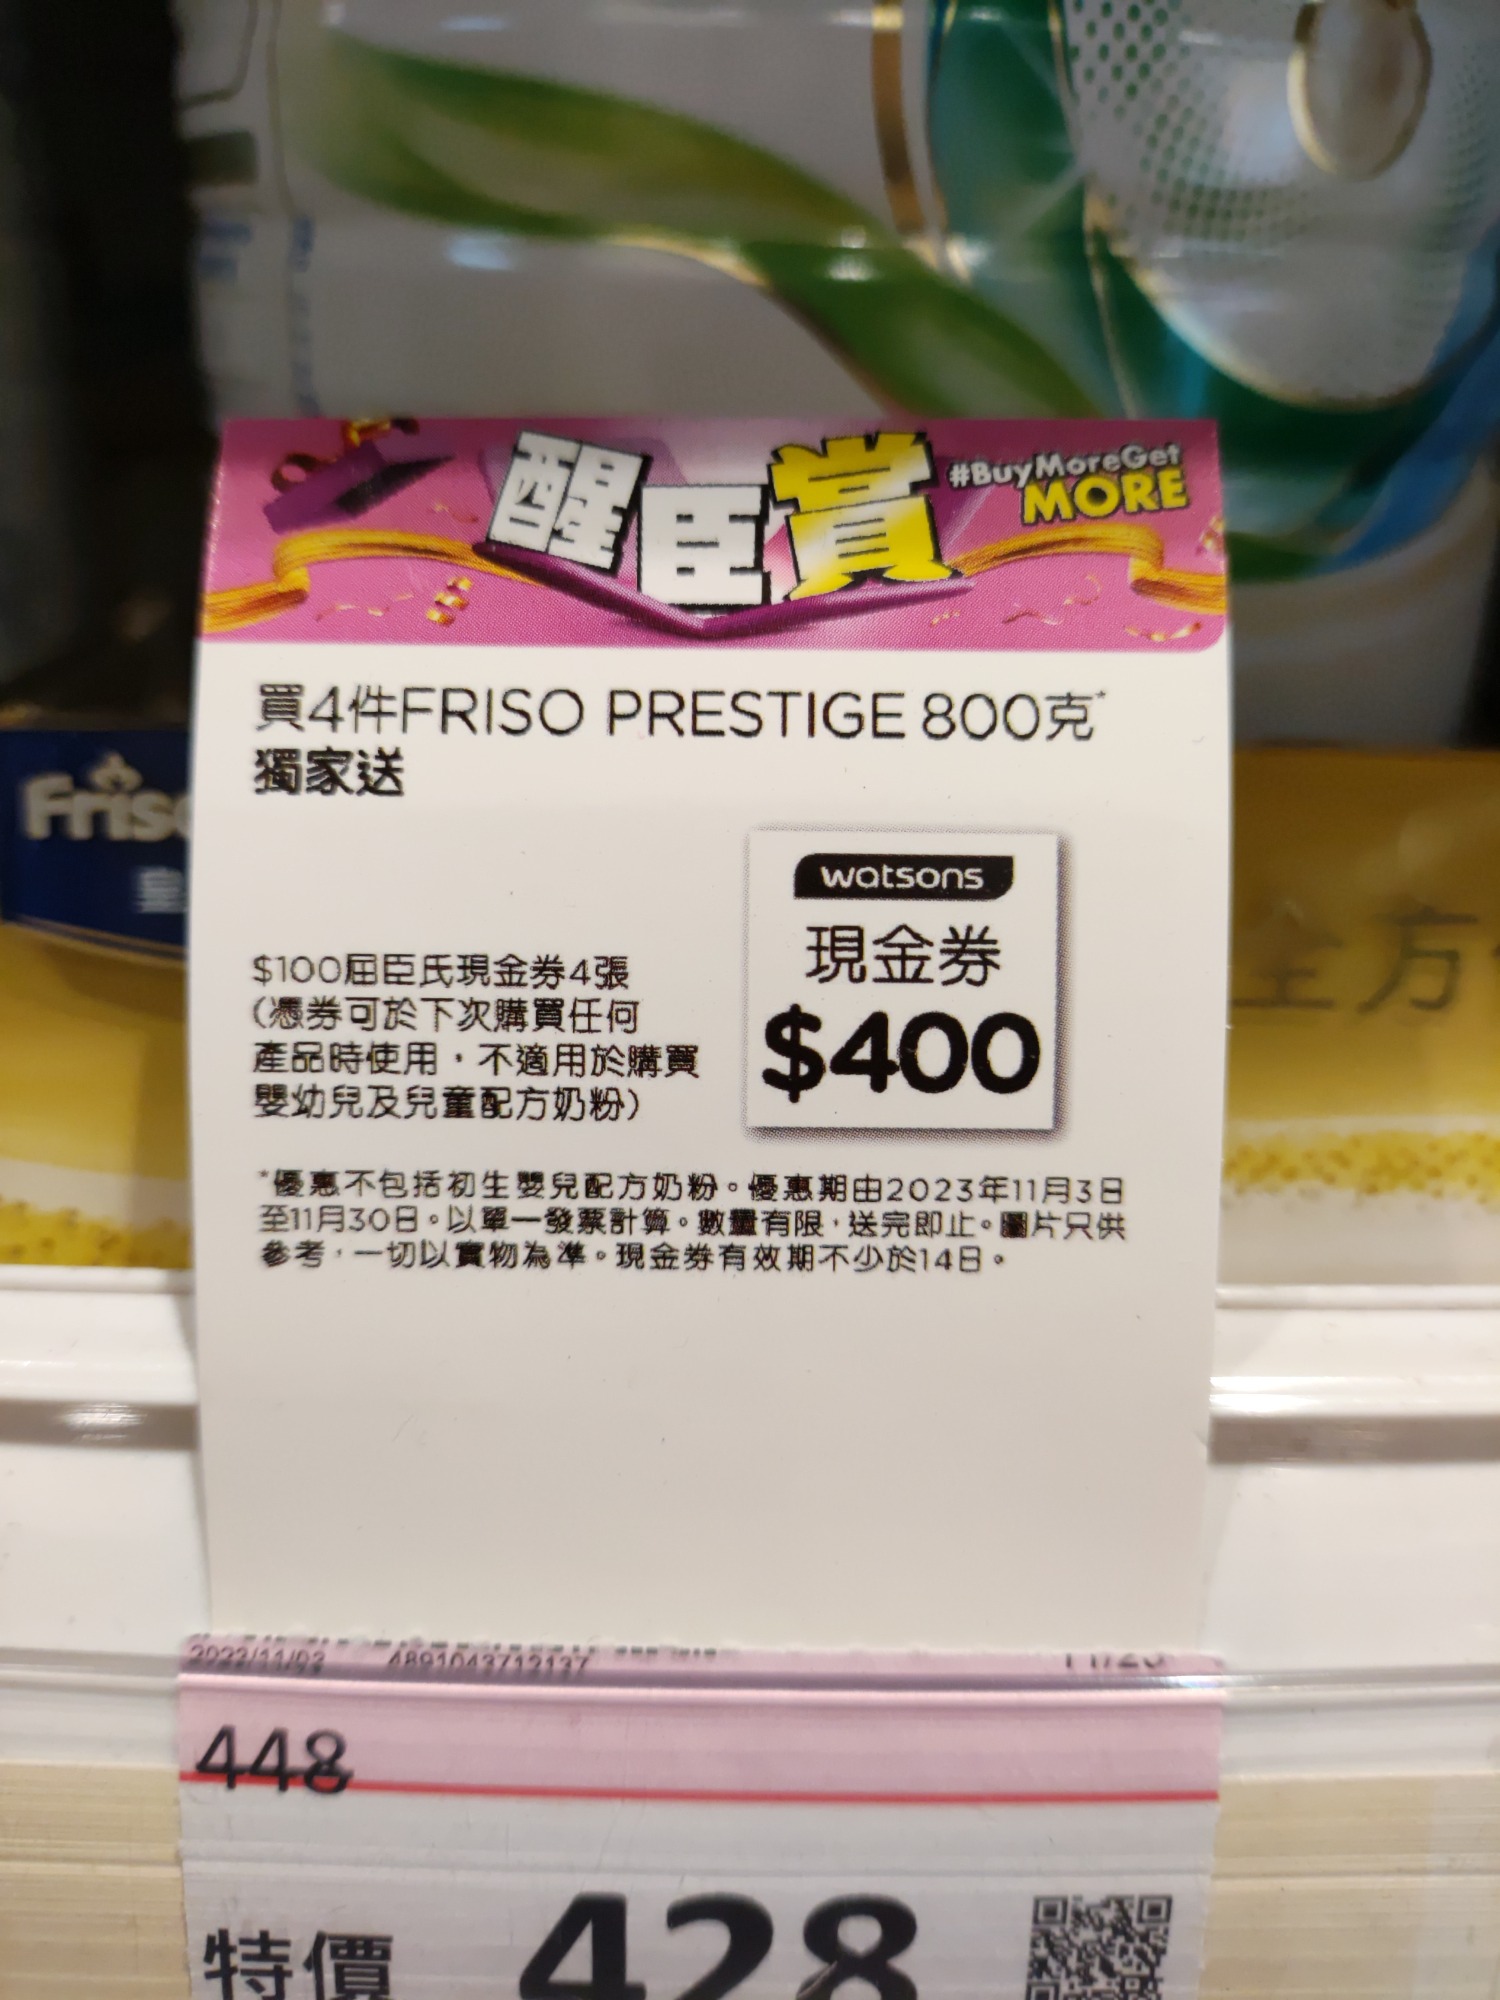 醒臣賞
#BuyMoreGet
MORE
買4件FRISO PRESTIGE 800克*
獨家送
watsons
現金券
$400
$100屈臣氏現金券4張
(憑券可於下次購買任何
產品時使用，不適用於購買
嬰幼兒及兒童配方奶粉)
*優惠不包括初生嬰兒配方奶粉。優惠期由2023年11月3日
至11月30日。以單一發票計算。數量有限，送完即止。圖片只供
參考，一切以實物為準。現金券有效期不少於14日。
Friso
全方
2023/11/03 4891043712137
448
特價 428